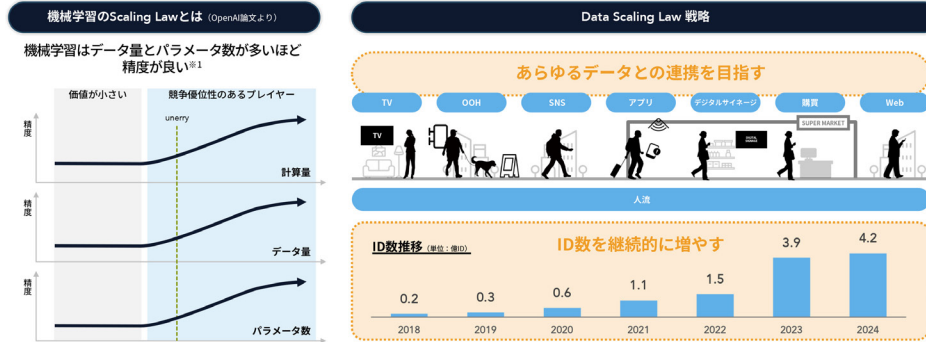 機械学習のScaling Lawとは（OpenAI論文より）
機械学習はデータ量とパラメータ数が多いほど
精度が良い※1
価値が小さい
競争優位性のあるプレイヤー
unerry
精度
計算量
精度
データ量
精度
パラメータ数
Data Scaling Law 戦略
あらゆるデータとの連携を目指す
TV
OOH
SNS
アプリ
デジタルサイネージ
購買
Web
SUPER MARKET
TV
DIGITAL SIGNAGE
人流
ID数推移（単位：億ID）
ID数を継続的に増やす
0.2
0.3
0.6
1.1
1.5
3.9
4.2
2018
2019
2020
2021
2022
2023
2024